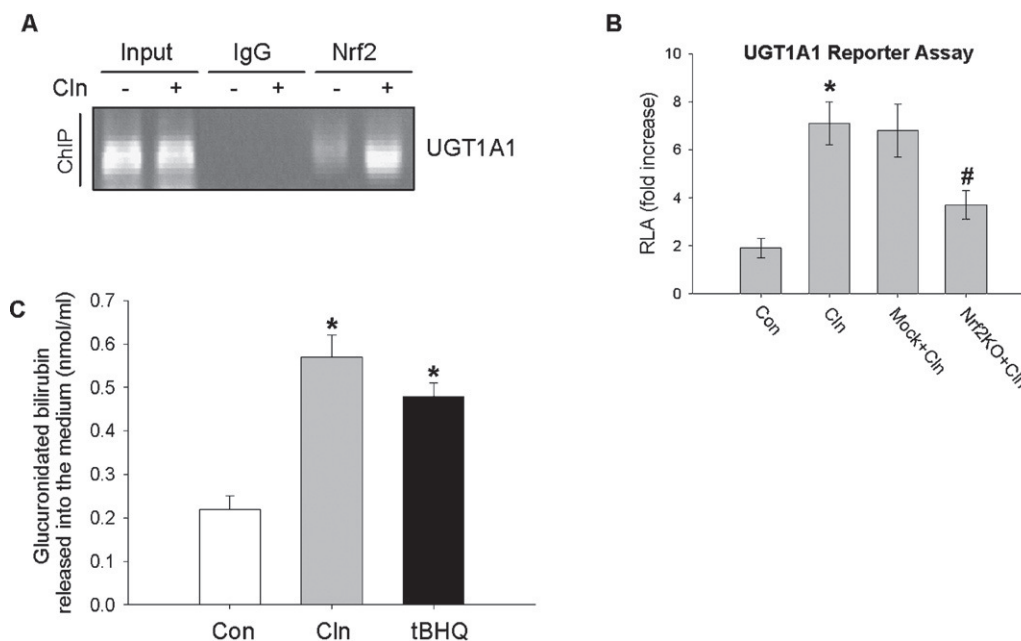 A
Input IgG Nrf2
Cln - + - + - +
ChIP
UGT1A1
B
UGT1A1 Reporter Assay
RLA (fold increase)
10
8
6
4
2
0
*
#
Con
Cln
Mock+Cln
Nrf2KO+Cln
C
Glucuronidated bilirubin
released into the medium (nmol/ml)
0.7
0.6
0.5
0.4
0.3
0.2
0.1
0.0
*
*
Con Cln tBHQ